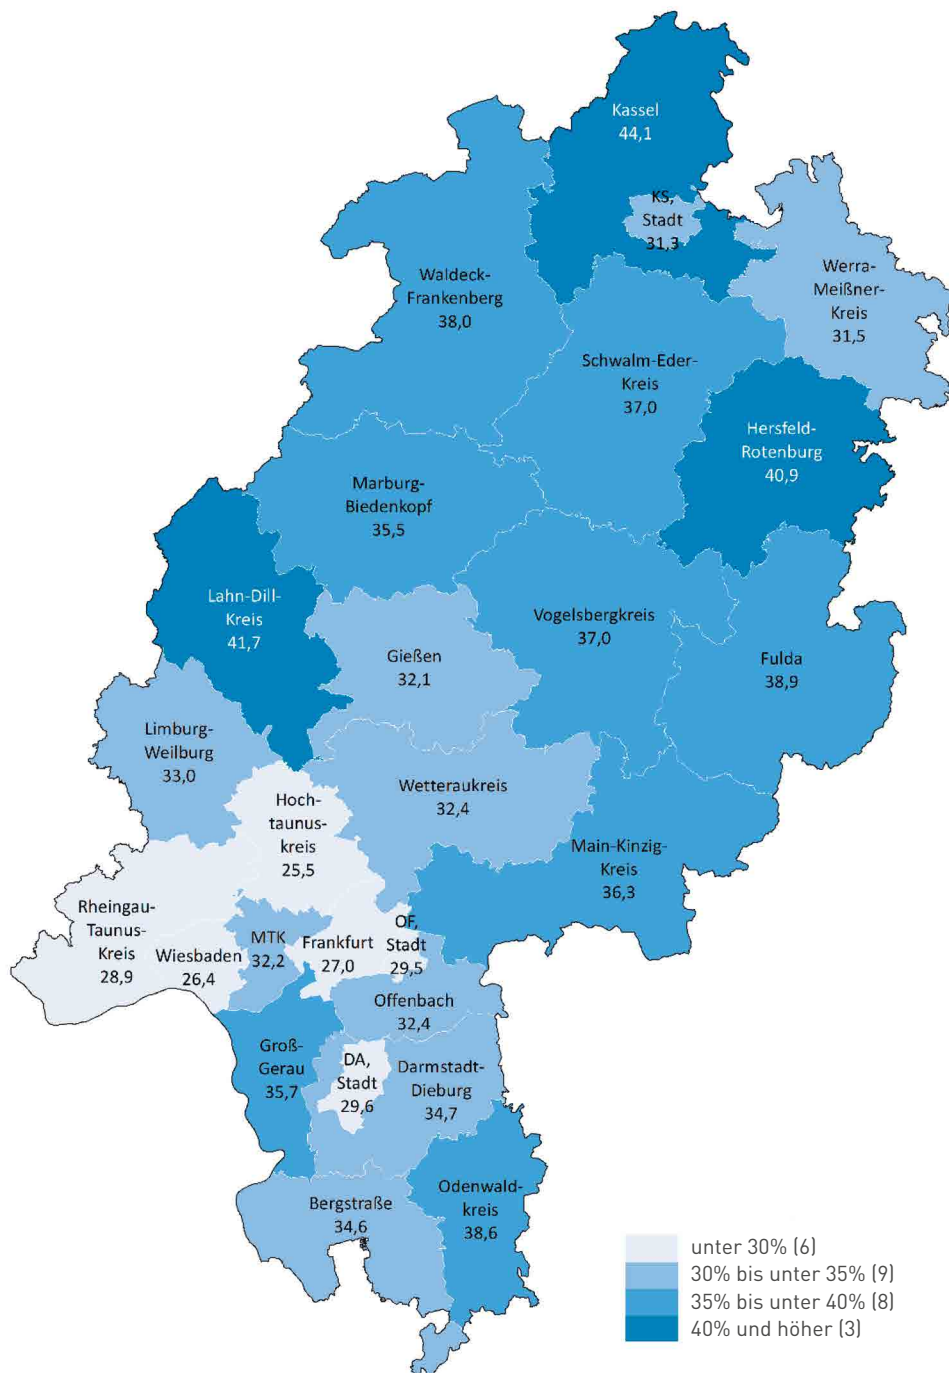 Kassel
44,1
KS,
Stadt
31,3
Werra-
Meißner-
Kreis
31,5
Waldeck-
Frankenberg
38,0
Schwalm-Eder-
Kreis
37,0
Hersfeld-
Rotenburg
40,9
Marburg-
Biedenkopf
35,5
Lahn-Dill-
Kreis
41,7
Vogelsbergkreis
37,0
Gießen
32,1
Fulda
38,9
Limburg-
Weilburg
33,0
Wetteraukreis
32,4
Hoch-
taunus-
kreis
25,5
Main-Kinzig-
Kreis
36,3
Rheingau-
Taunus-
Kreis
28,9
Wiesbaden
26,4
MTK
32,2
Frankfurt
27,0
OF,
Stadt
29,5
Offenbach
32,4
Groß-
Gerau
35,7
DA,
Stadt
29,6
Darmstadt-
Dieburg
34,7
Bergstraße
34,6
Odenwald-
kreis
38,6
unter 30% (6)
30% bis unter 35% (9)
35% bis unter 40% (8)
40% und höher (3)